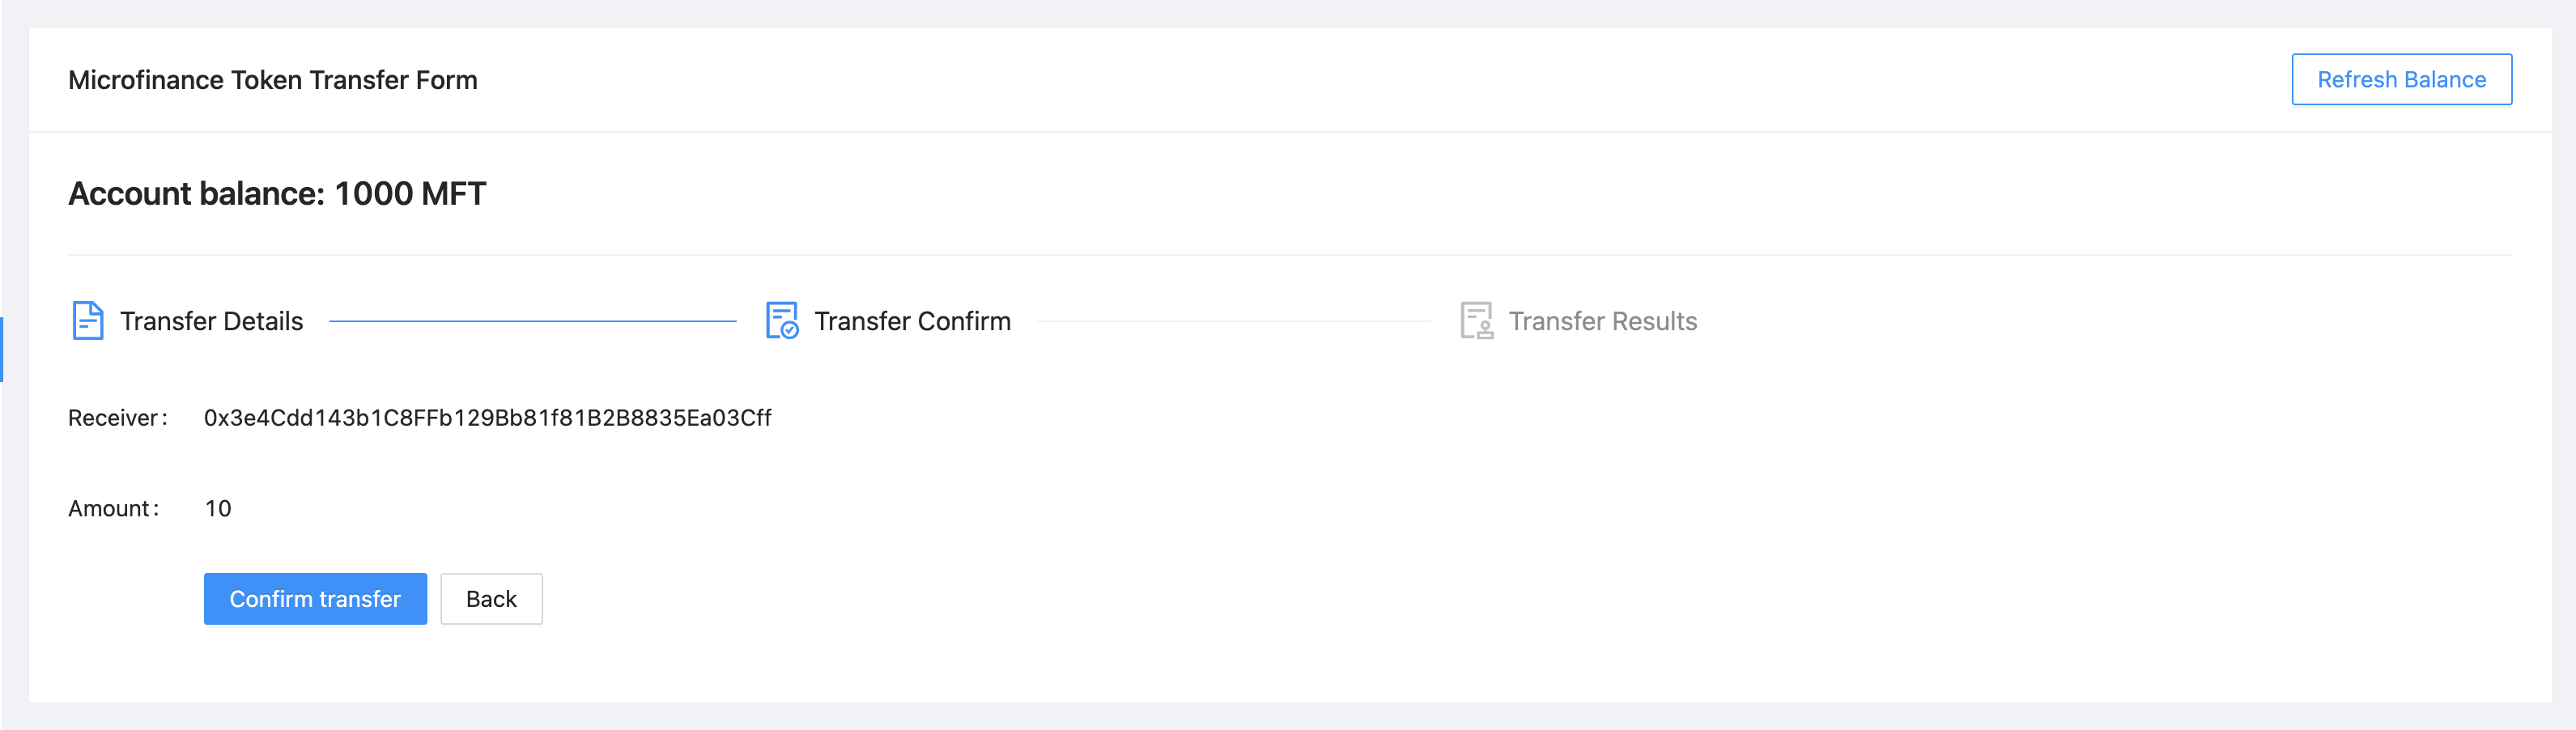 Microfinance Token Transfer Form
Refresh Balance
Account balance: 1000 MFT
Transfer Details
Transfer Confirm
Transfer Results
Receiver: 0x3e4Cdd143b1C8FFb129Bb81f81B2B8835Ea03Cff
Amount: 10
Confirm transfer
Back